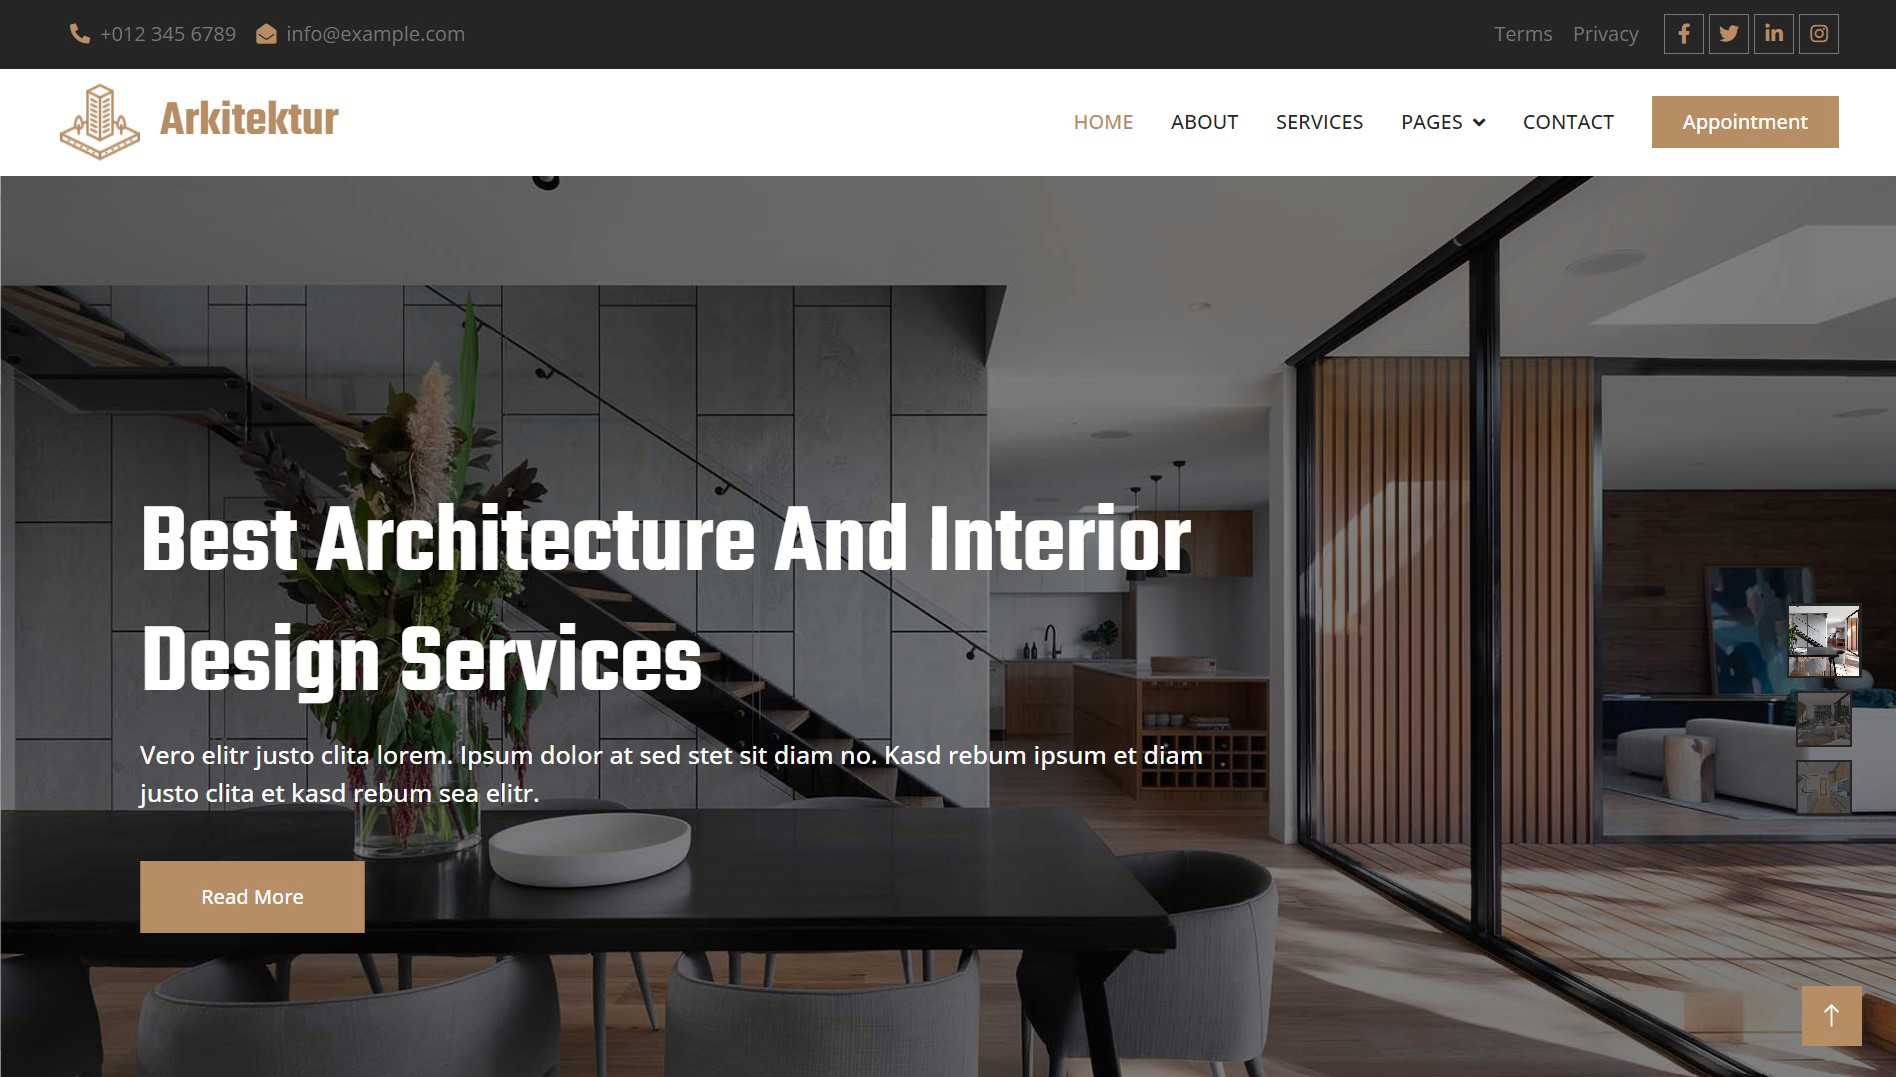 +012 345 6789 info@example.com Terms Privacy
Arkitektur HOME ABOUT SERVICES PAGES CONTACT Appointment
Best Architecture And Interior
Design Services
Vero elitr justo clita lorem. Ipsum dolor at sed stet sit diam no. Kasd rebum ipsum et diam
justo clita et kasd rebum sea elitr.
Read More